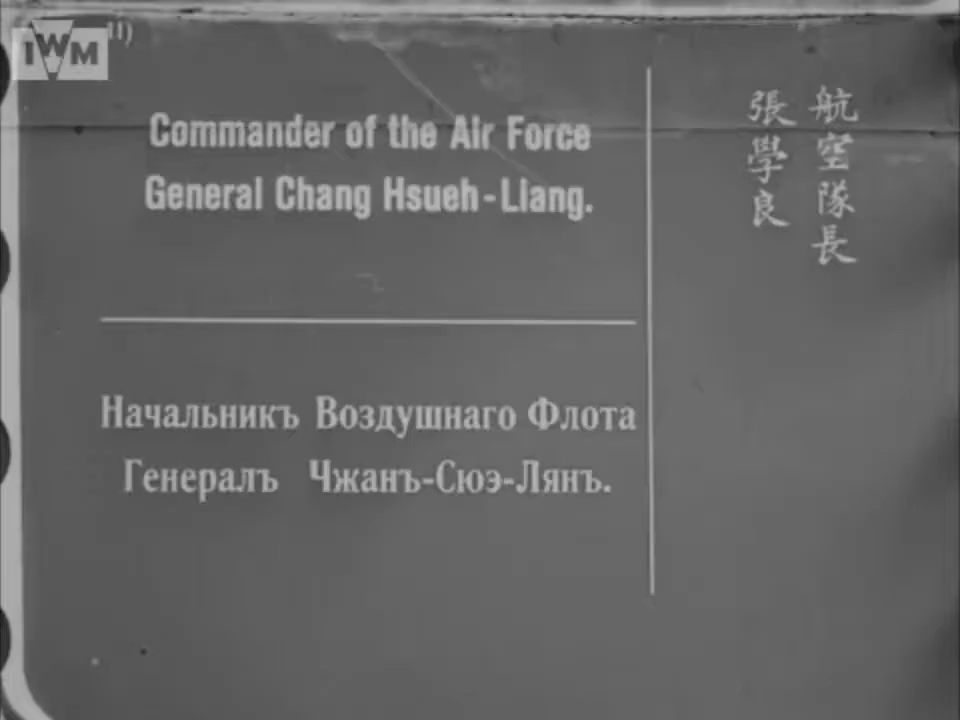 IWM
Commander of the Air Force
General Chang Hsueh-Liang.
Начальникъ Воздушнаго Флота
Генералъ Чжанъ-Сюэ-Лянъ.
航空隊長
張學良